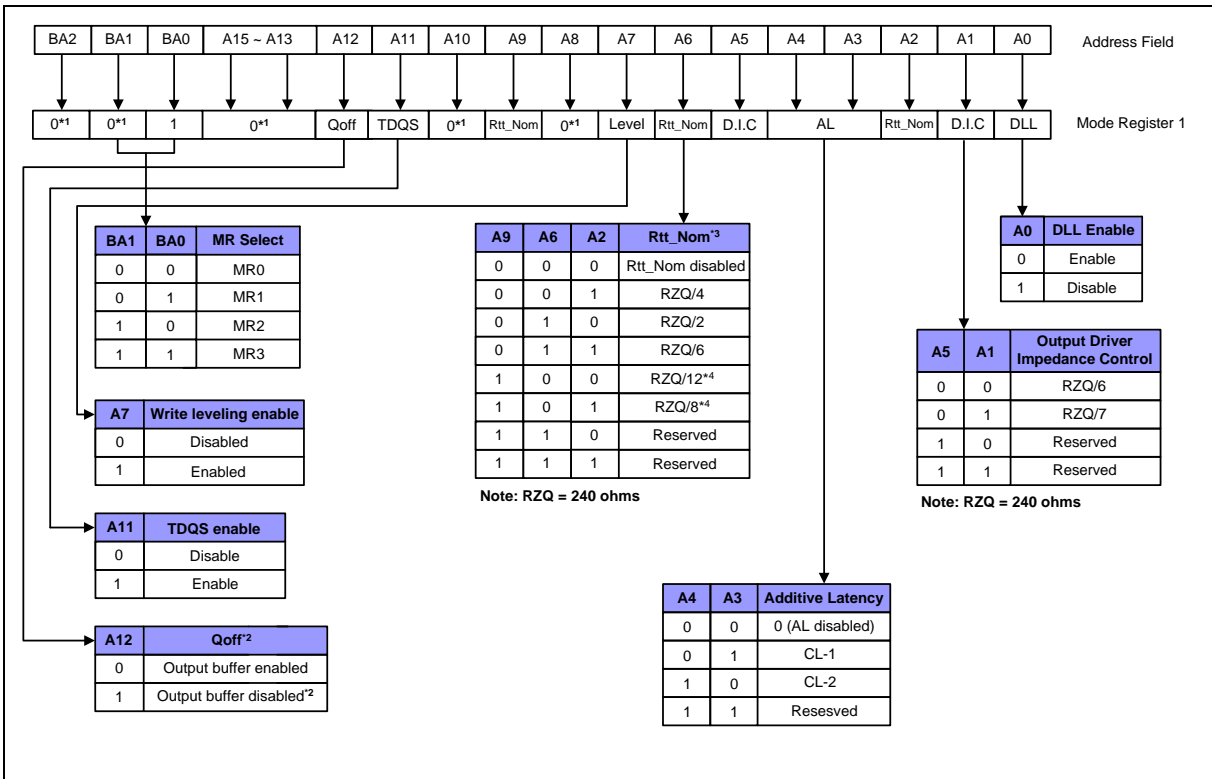 BA2 BA1 BA0 A15 ~ A13 A12 A11 A10 A9 A8 A7 A6 A5 A4 A3 A2 A1 A0 Address Field
0*1 0*1 1 0*1 Qoff TDQS 0*1 Rtt_Nom 0*1 Level Rtt_Nom D.I.C AL Rtt_Nom D.I.C DLL Mode Register 1
BA1 BA0 MR Select
0 0 MR0
0 1 MR1
1 0 MR2
1 1 MR3
A7 Write leveling enable
0 Disabled
1 Enabled
A11 TDQS enable
0 Disable
1 Enable
A12 Qoff*2
0 Output buffer enabled
1 Output buffer disabled*2
A9 A6 A2 Rtt_Nom*3
0 0 0 Rtt_Nom disabled
0 0 1 RZQ/4
0 1 0 RZQ/2
0 1 1 RZQ/6
1 0 0 RZQ/12*4
1 0 1 RZQ/8*4
1 1 0 Reserved
1 1 1 Reserved
Note: RZQ = 240 ohms
A4 A3 Additive Latency
0 0 0 (AL disabled)
0 1 CL-1
1 0 CL-2
1 1 Resesved
A0 DLL Enable
0 Enable
1 Disable
A5 A1 Output Driver
Impedance Control
0 0 RZQ/6
0 1 RZQ/7
1 0 Reserved
1 1 Reserved
Note: RZQ = 240 ohms